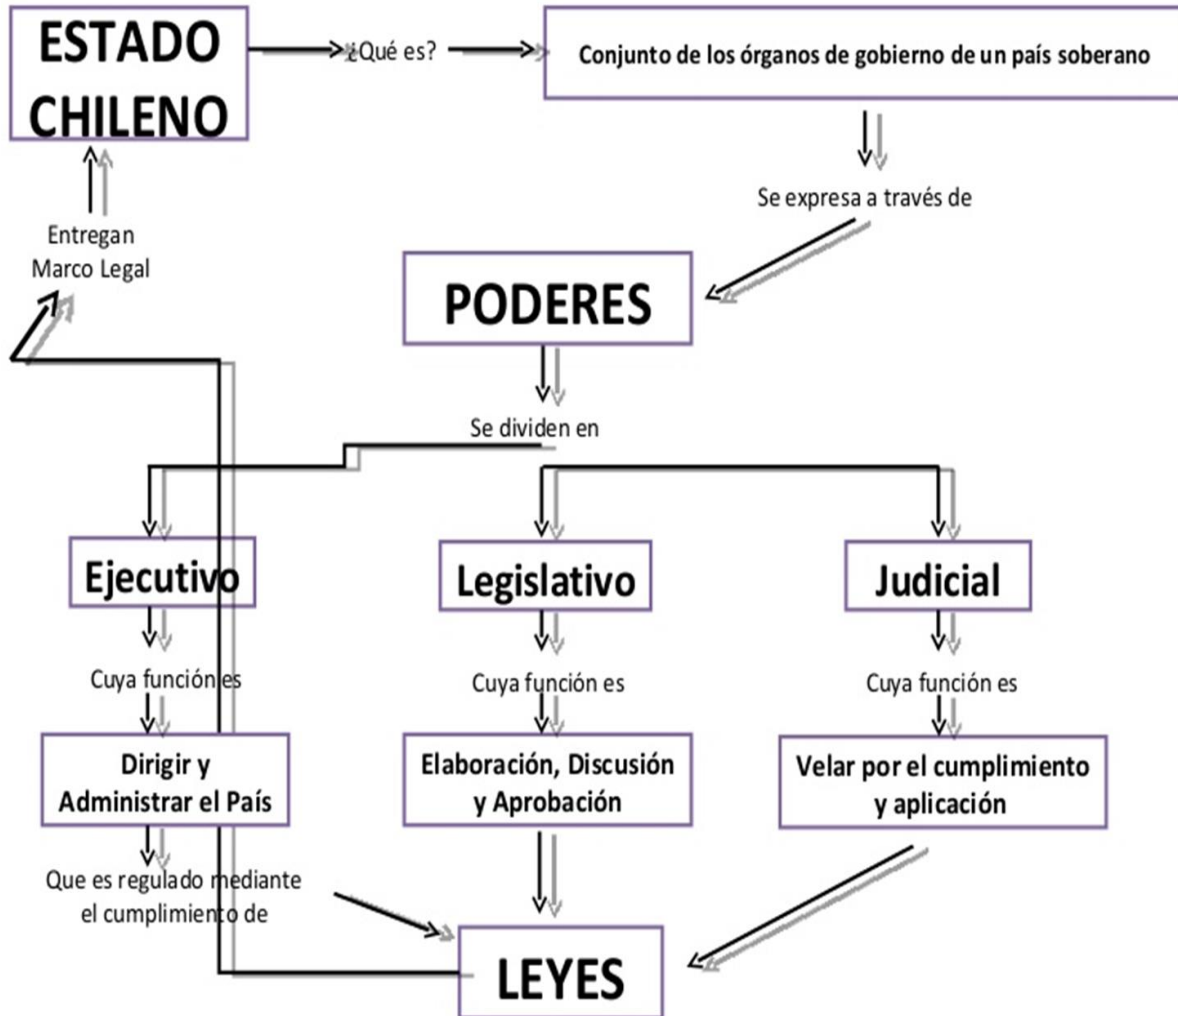 ESTADO
CHILENO
¿Qué es?
Conjunto de los órganos de gobierno de un país soberano
Se expresa a través de
Entregan
Marco Legal
PODERES
Se dividen en
Ejecutivo
Legislativo
Judicial
Cuya función es
Cuya función es
Cuya función es
Dirigir y
Administrar el País
Elaboración, Discusión
y Aprobación
Velar por el cumplimiento
y aplicación
Que es regulado mediante
el cumplimiento de
LEYES